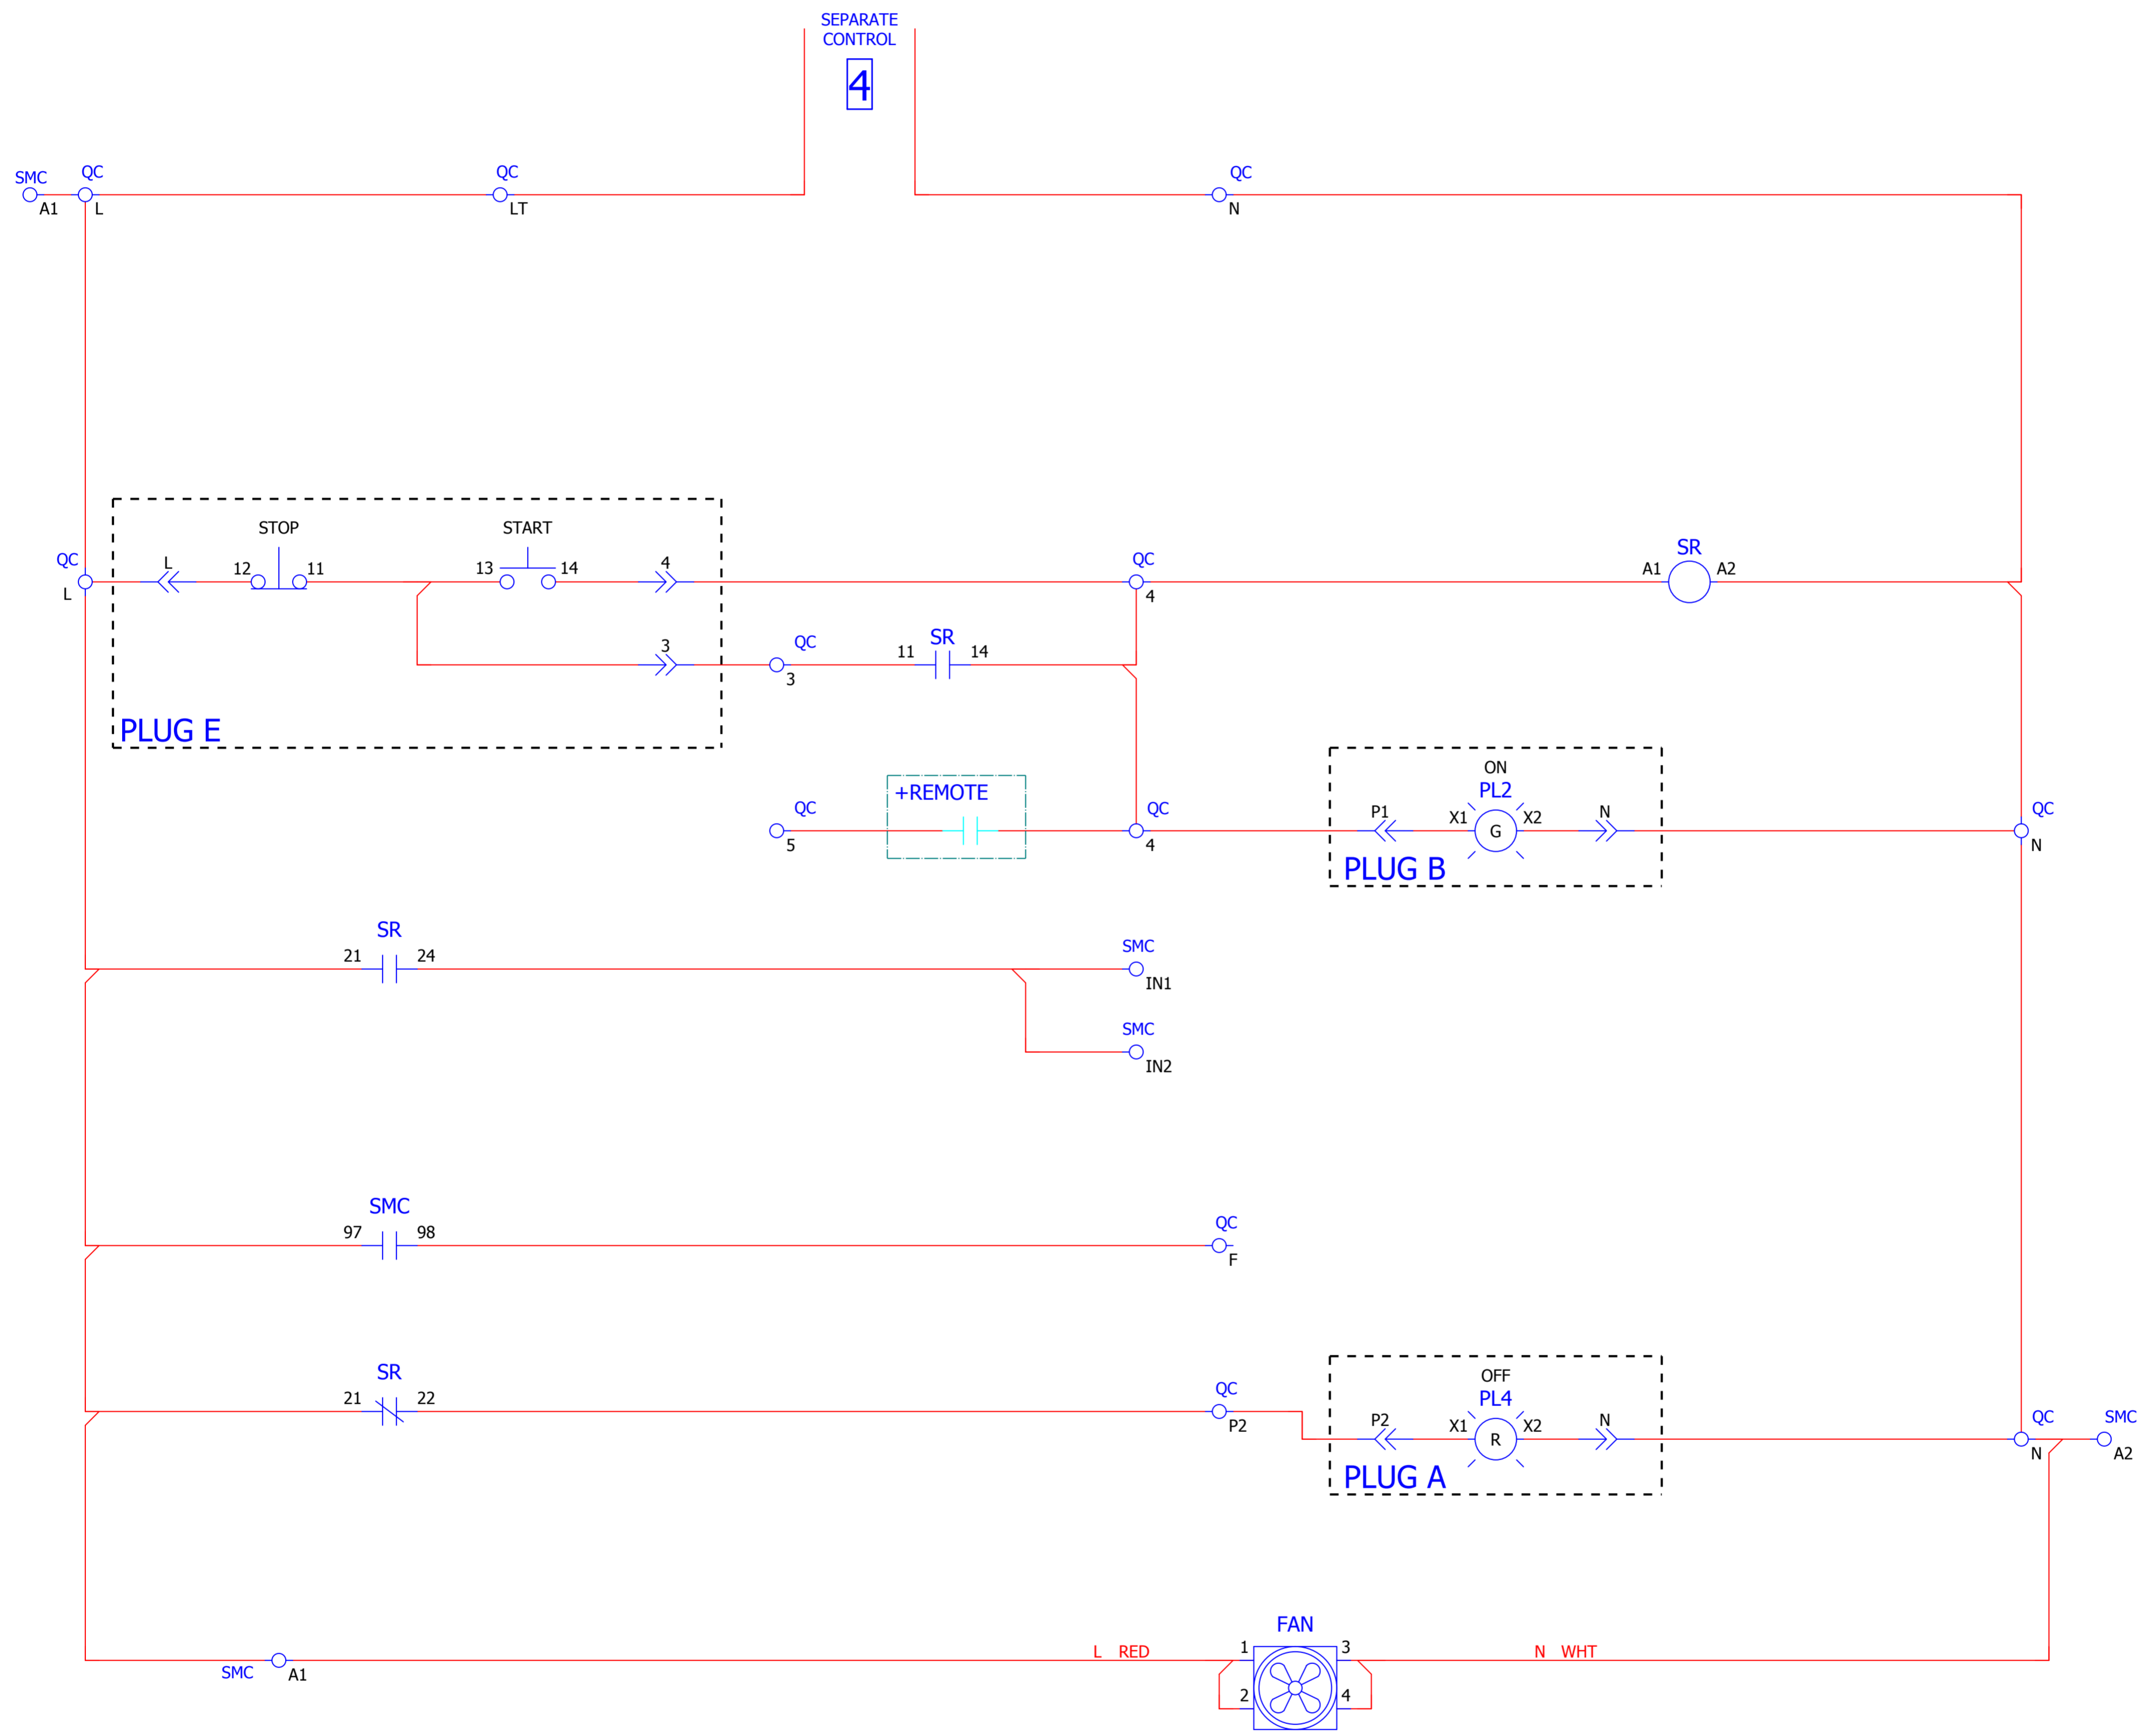 SEPARATE
CONTROL
4
SMC
A1
QC
L
QC
LT
QC
N
QC
L
L
STOP
12
11
START
13
14
4
3
PLUG E
QC
3
SR
11
14
QC
4
SR
A1
A2
QC
5
+REMOTE
QC
4
ON
PL2
P1
X1
G
X2
N
PLUG B
QC
N
SR
21
24
SMC
IN1
SMC
IN2
SMC
97
98
QC
F
SR
21
22
QC
P2
OFF
PL4
P2
X1
R
X2
N
PLUG A
QC
N
SMC
A2
SMC
A1
L RED
FAN
1
2
3
4
N WHT